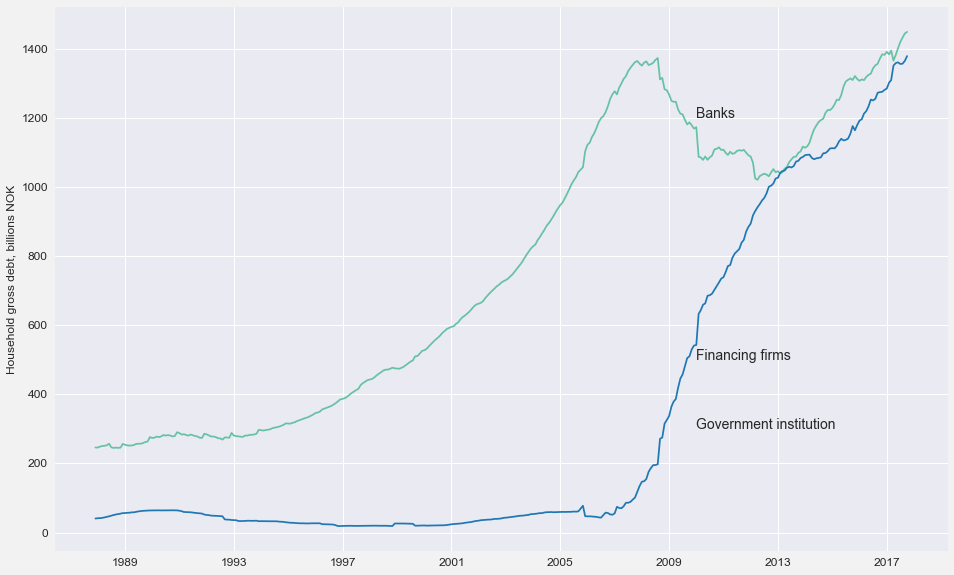 Household gross debt, billions NOK
1400
1200
1000
800
600
400
200
0
Banks
Financing firms
Government institution
1989 1993 1997 2001 2005 2009 2013 2017